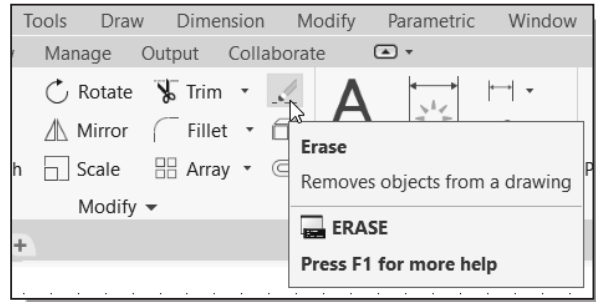 Tools Draw Dimension Modify Parametric Window
Manage Output Collaborate
Rotate Trim
Mirror Fillet
Scale Array
Modify
A
Erase
Removes objects from a drawing
ERASE
Press F1 for more help